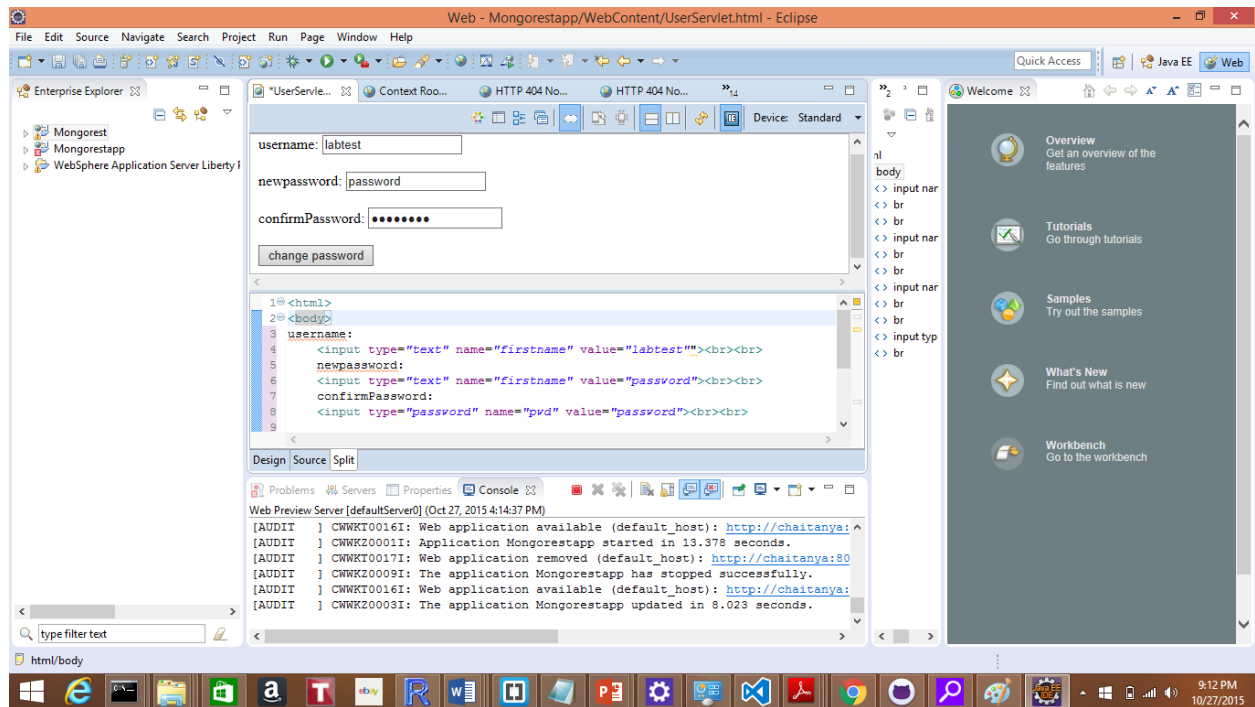 Web - Mongorestapp/WebContent/UserServlet.html - Eclipse
File Edit Source Navigate Search Project Run Page Window Help
Quick Access
Java EE
Web
Enterprise Explorer
Mongorest
Mongorestapp
WebSphere Application Server Liberty P
*UserServle...
Context Roo...
HTTP 404 No...
HTTP 404 No...
»14
Device: Standard
username: labtest
newpassword: password
confirmPassword: ●●●●●●●●
change password
1 <html>
2 <body>
3 username:
4 <input type="text" name="firstname" value="labtest""><br><br>
5 newpassword:
6 <input type="text" name="firstname" value="password"><br><br>
7 confirmPassword:
8 <input type="password" name="pwd" value="password"><br><br>
9
Design Source Split
Problems Servers Properties Console
Web Preview Server [defaultServer0] (Oct 27, 2015 4:14:37 PM)
[AUDIT ] CWWKT0016I: Web application available (default_host): http://chaitanya:
[AUDIT ] CWWKZ0001I: Application Mongorestapp started in 13.378 seconds.
[AUDIT ] CWWKT0017I: Web application removed (default_host): http://chaitanya:80
[AUDIT ] CWWKZ0009I: The application Mongorestapp has stopped successfully.
[AUDIT ] CWWKT0016I: Web application available (default_host): http://chaitanya:
[AUDIT ] CWWKZ0003I: The application Mongorestapp updated in 8.023 seconds.
»2
nl
body
<> input nar
<> br
<> br
<> input nar
<> br
<> br
<> input nar
<> br
<> br
<> input typ
<> br
Welcome
Overview
Get an overview of the
features
Tutorials
Go through tutorials
Samples
Try out the samples
What's New
Find out what is new
Workbench
Go to the workbench
type filter text
html/body
9:12 PM
10/27/2015